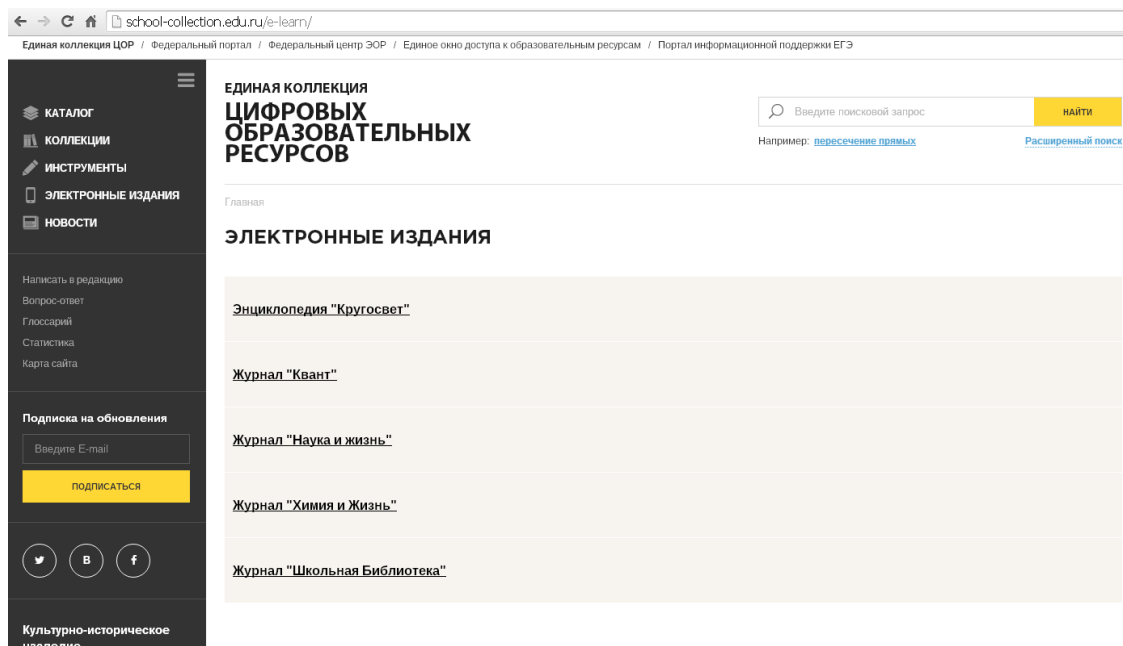 school-collection.edu.ru/e-learn/
Единая коллекция ЦОР / Федеральный портал / Федеральный центр ЭОР / Единое окно доступа к образовательным ресурсам / Портал информационной поддержки ЕГЭ
КАТАЛОГ
КОЛЛЕКЦИИ
ИНСТРУМЕНТЫ
ЭЛЕКТРОННЫЕ ИЗДАНИЯ
НОВОСТИ
Написать в редакцию
Вопрос-ответ
Глоссарий
Статистика
Карта сайта
Подписка на обновления
Введите E-mail
ПОДПИСАТЬСЯ
В
f
Культурно-историческое
наследие
ЕДИНАЯ КОЛЛЕКЦИЯ
ЦИФРОВЫХ
ОБРАЗОВАТЕЛЬНЫХ
РЕСУРСОВ
Введите поисковой запрос
НАЙТИ
Например: пересечение прямых
Расширенный поиск
Главная
ЭЛЕКТРОННЫЕ ИЗДАНИЯ
Энциклопедия "Кругосвет"
Журнал "Квант"
Журнал "Наука и жизнь"
Журнал "Химия и Жизнь"
Журнал "Школьная Библиотека"